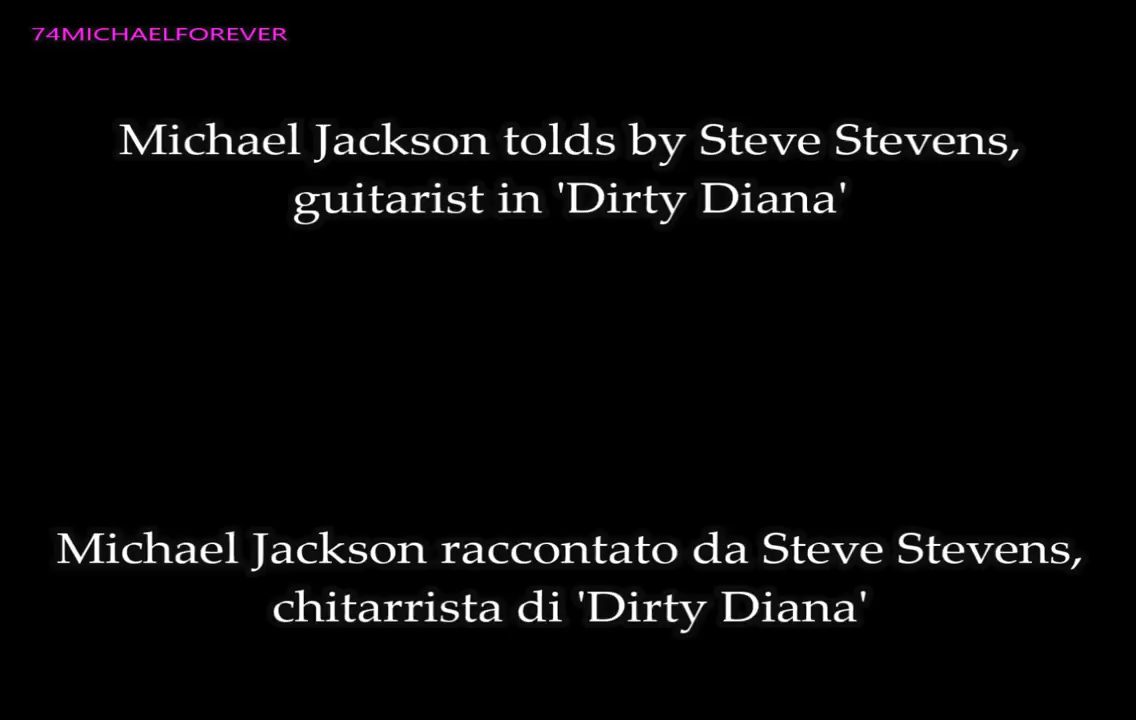 74MICHAELFOREVER
Michael Jackson tolds by Steve Stevens,
guitarist in 'Dirty Diana'
Michael Jackson raccontato da Steve Stevens,
chitarrista di 'Dirty Diana'